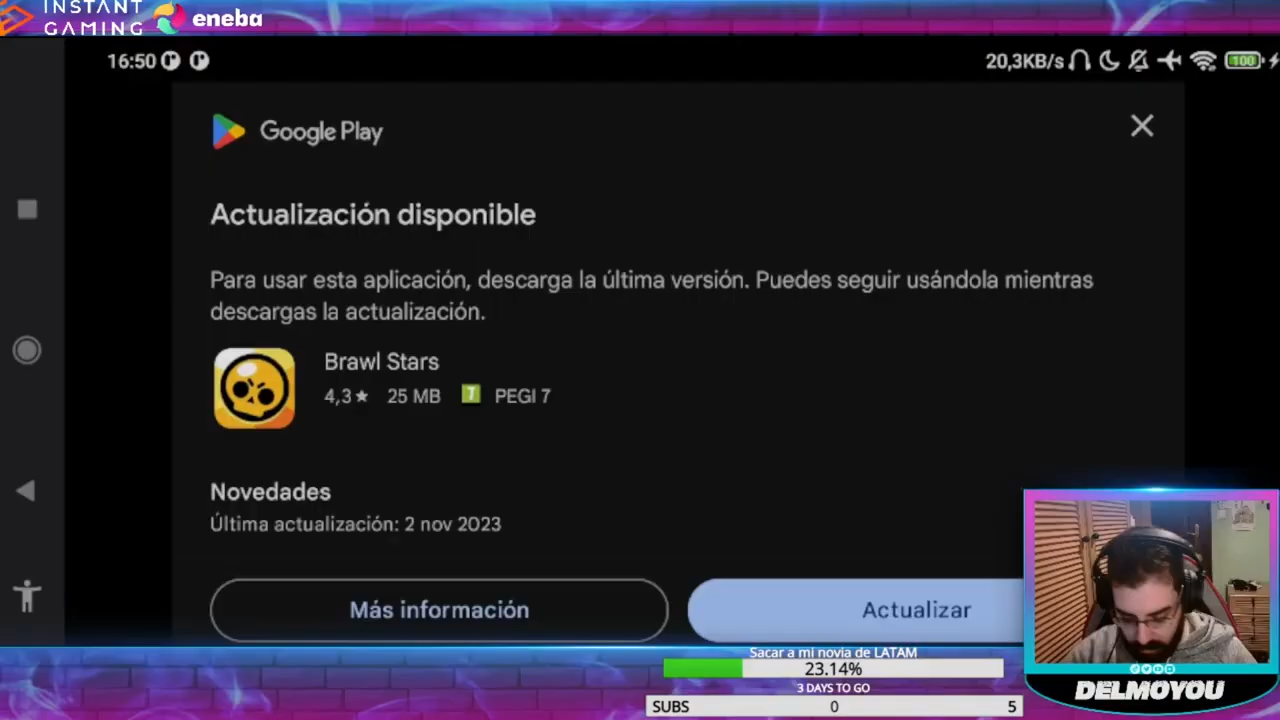 INSTANT
GAMING
eneba
16:50
20,3KB/s
100
Google Play
Actualización disponible
Para usar esta aplicación, descarga la última versión. Puedes seguir usándola mientras
descargas la actualización.
Brawl Stars
4,3★ 25 MB 7 PEGI 7
Novedades
Última actualización: 2 nov 2023
Más información
Actualizar
Sacar a mi novia de LATAM
23.14%
3 DAYS TO GO
SUBS 0 5
DELMOYOU